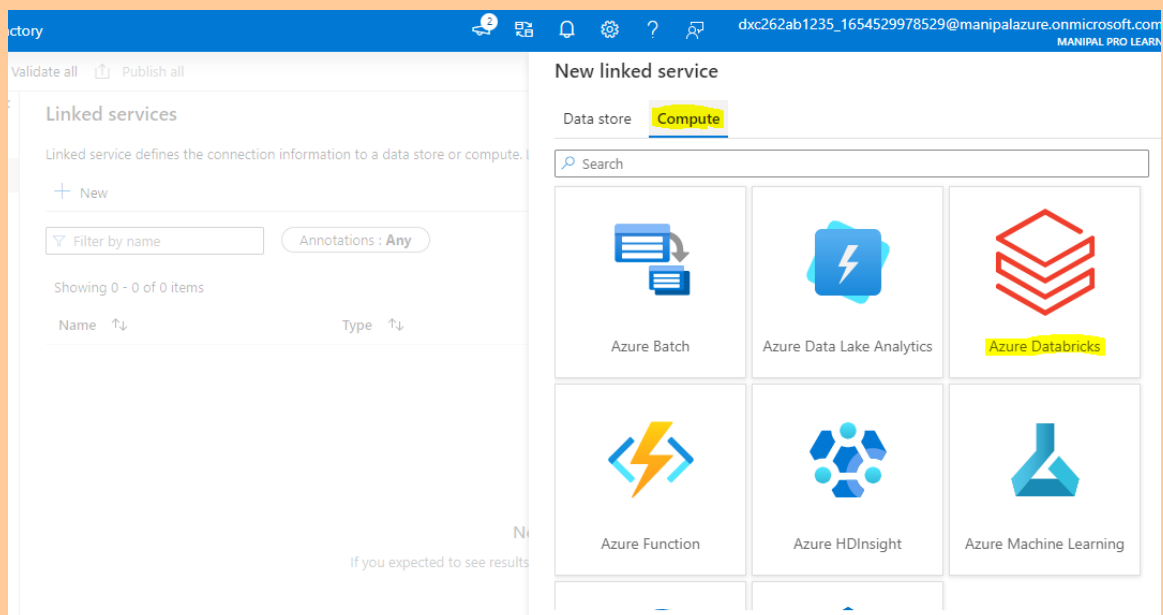 ctory
2
dxc262ab1235_1654529978529@manipalazure.onmicrosoft.com
MANIPAL PRO LEARN
Validate all Publish all
New linked service
Linked services
Data store Compute
Linked service defines the connection information to a data store or compute.
Search
New
Filter by name
Annotations : Any
Showing 0 - 0 of 0 items
Name Type
Azure Batch Azure Data Lake Analytics Azure Databricks
If you expected to see results
Azure Function Azure HDInsight Azure Machine Learning